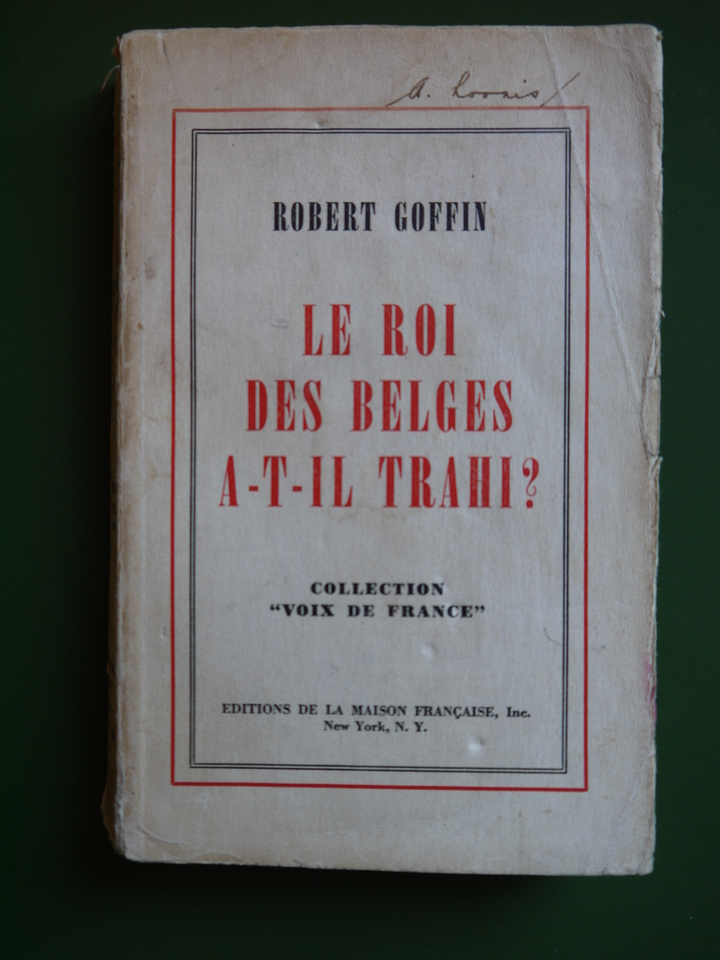 ROBERT GOFFIN
LE ROI
DES BELGES
A-T-IL TRAHI?
COLLECTION
"VOIX DE FRANCE"
EDITIONS DE LA MAISON FRANÇAISE, Inc.
New York, N. Y.